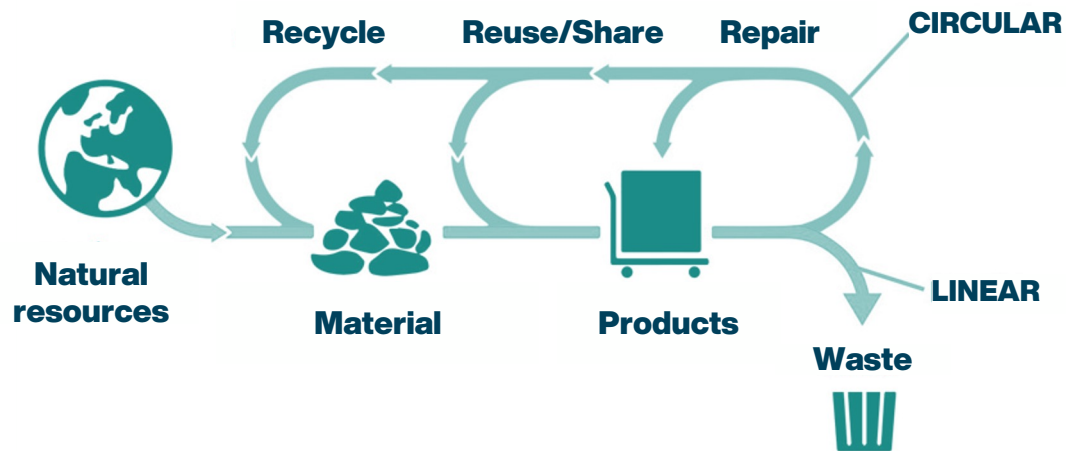 Recycle
Reuse/Share
Repair
CIRCULAR
Natural
resources
Material
Products
LINEAR
Waste